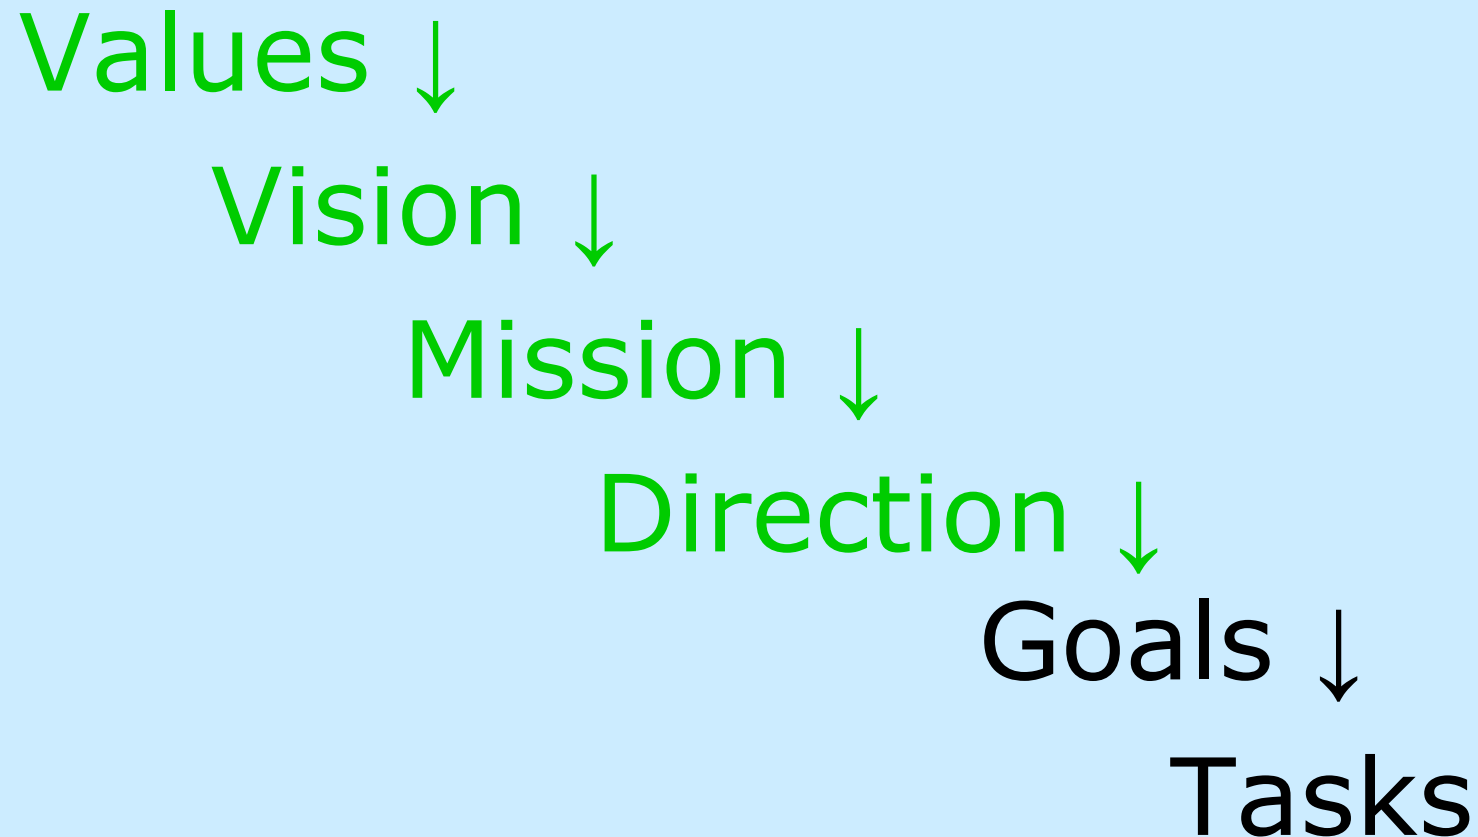 Values ↓
Vision ↓
Mission ↓
Direction ↓
Goals ↓
Tasks